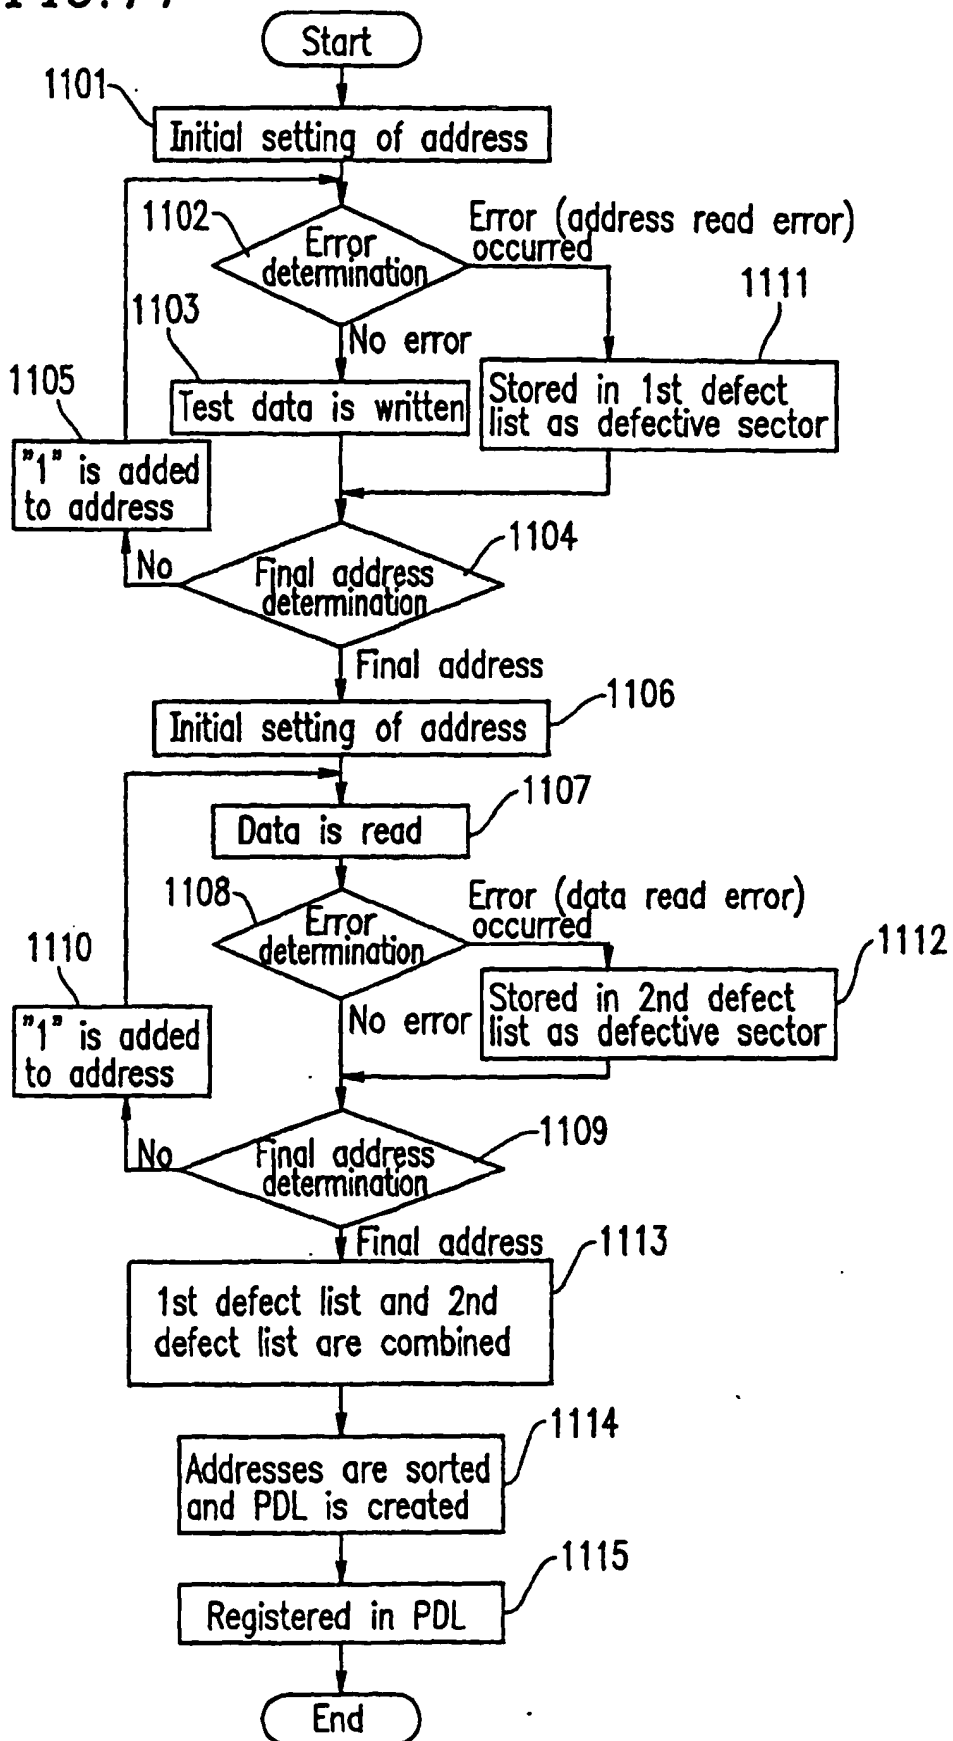 Start
1101
Initial setting of address
1102
Error
determination
Error (address read error)
occurred
1111
1103
No error
1105
Test data is written
Stored in 1st defect
list as defective sector
"1" is added
to address
1104
No
Final address
determination
Final address
1106
Initial setting of address
1107
Data is read
1108
Error
determination
Error (data read error)
occurred
1112
1110
No error
Stored in 2nd defect
list as defective sector
"1" is added
to address
1109
No
Final address
determination
Final address
1113
1st defect list and 2nd
defect list are combined
1114
Addresses are sorted
and PDL is created
1115
Registered in PDL
End